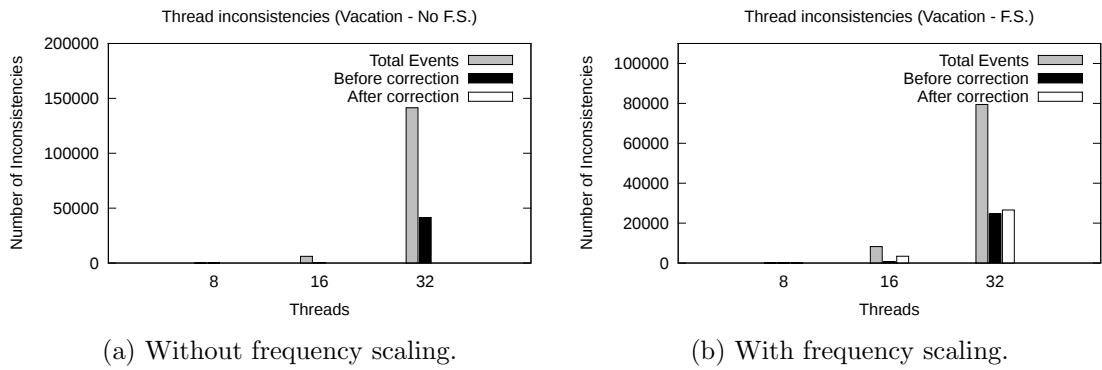 Thread inconsistencies (Vacation - No F.S.)
Number of Inconsistencies
200000
150000
100000
50000
0
Total Events
Before correction
After correction
8 16 32
Threads
(a) Without frequency scaling.
Thread inconsistencies (Vacation - F.S.)
Number of Inconsistencies
100000
80000
60000
40000
20000
0
Total Events
Before correction
After correction
8 16 32
Threads
(b) With frequency scaling.